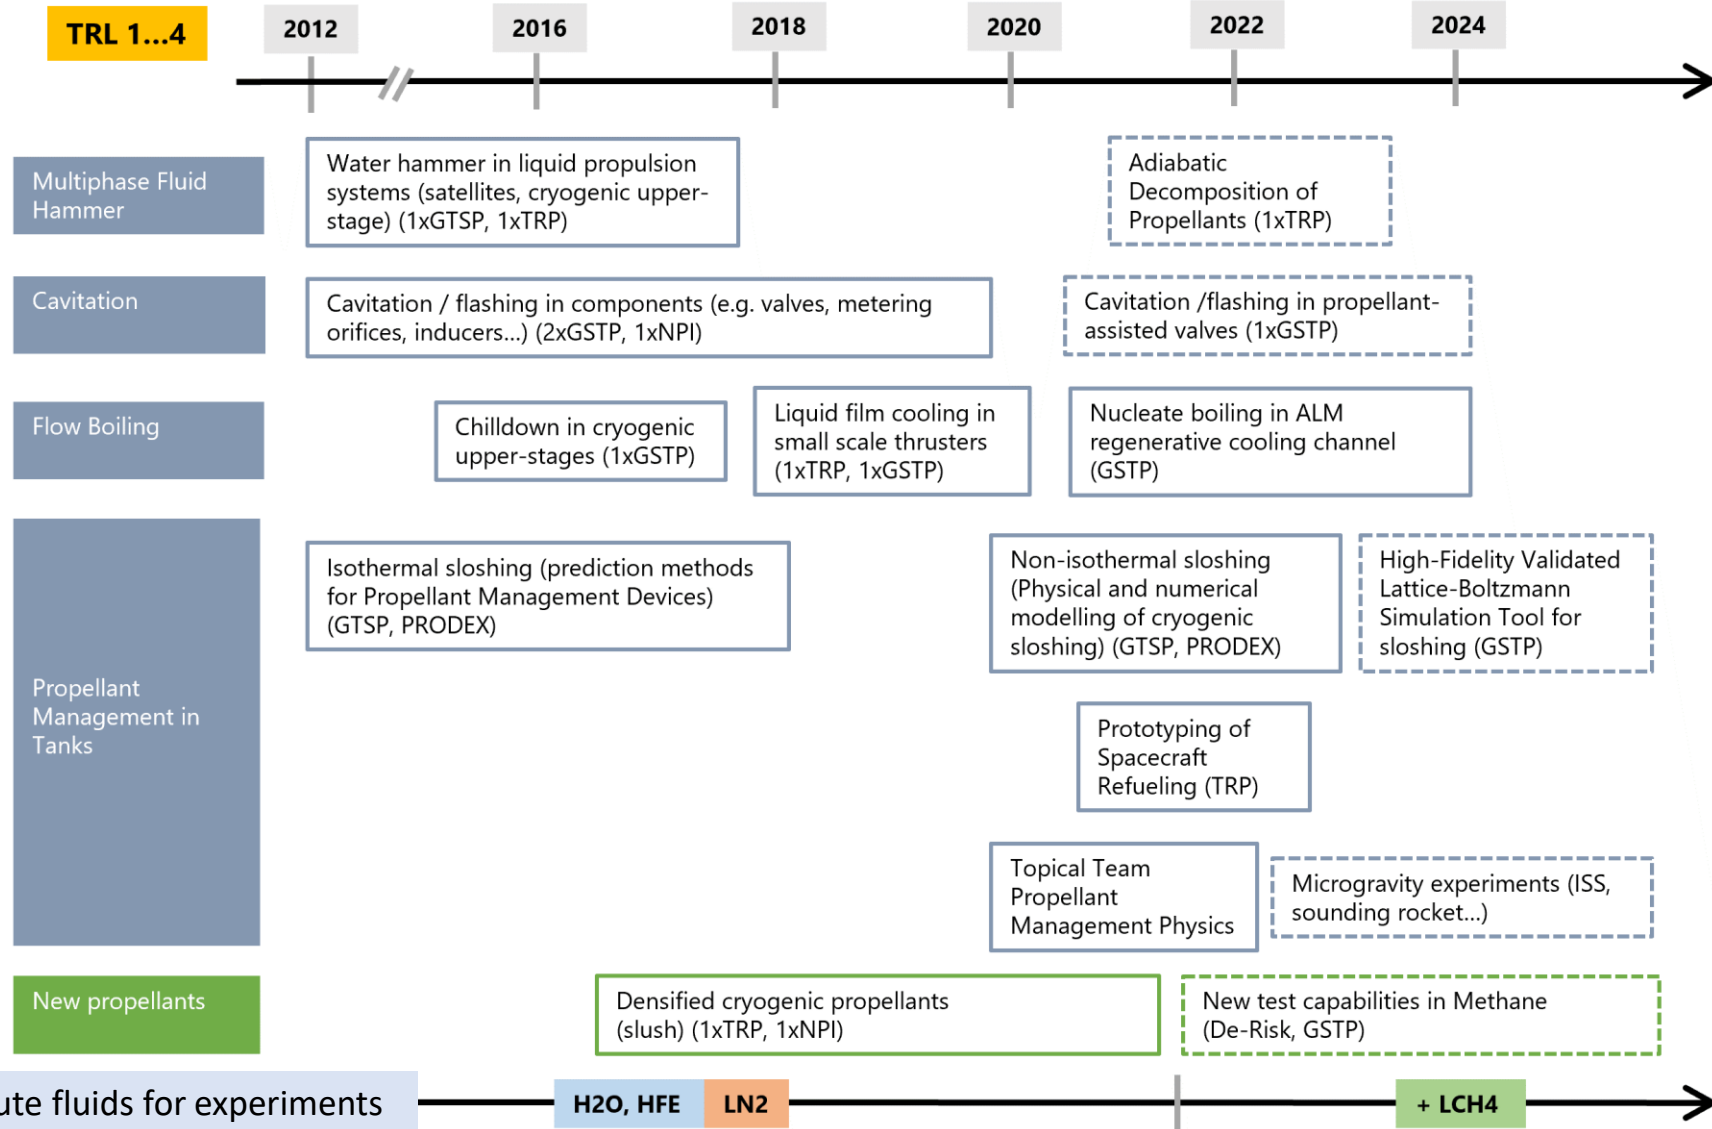 TRL 1...4
2012
2016
2018
2020
2022
2024
Multiphase Fluid
Hammer
Water hammer in liquid propulsion
systems (satellites, cryogenic upper-
stage) (1xGTSP, 1xTRP)
Adiabatic
Decomposition of
Propellants (1xTRP)
Cavitation
Cavitation / flashing in components (e.g. valves, metering
orifices, inducers...) (2xGSTP, 1xNPI)
Cavitation /flashing in propellant-
assisted valves (1xGSTP)
Flow Boiling
Chilldown in cryogenic
upper-stages (1xGSTP)
Liquid film cooling in
small scale thrusters
(1xTRP, 1xGSTP)
Nucleate boiling in ALM
regenerative cooling channel
(GSTP)
Propellant
Management in
Tanks
Isothermal sloshing (prediction methods
for Propellant Management Devices)
(GTSP, PRODEX)
Non-isothermal sloshing
(Physical and numerical
modelling of cryogenic
sloshing) (GTSP, PRODEX)
High-Fidelity Validated
Lattice-Boltzmann
Simulation Tool for
sloshing (GSTP)
Prototyping of
Spacecraft
Refueling (TRP)
Topical Team
Propellant
Management Physics
Microgravity experiments (ISS,
sounding rocket...)
New propellants
Densified cryogenic propellants
(slush) (1xTRP, 1xNPI)
New test capabilities in Methane
(De-Risk, GSTP)
ute fluids for experiments
H2O, HFE
LN2
+ LCH4